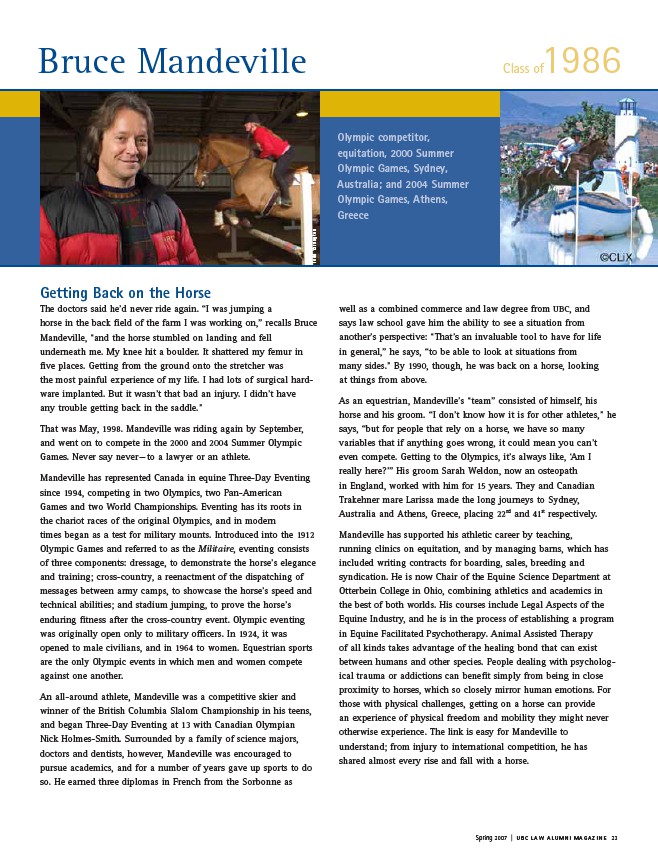 Bruce Mandeville
Class of 1986
Olympic competitor,
equitation, 2000 Summer
Olympic Games, Sydney,
Australia; and 2004 Summer
Olympic Games, Athens,
Greece
©CLiX
Getting Back on the Horse
The doctors said he'd never ride again. "I was jumping a
horse in the back field of the farm I was working on," recalls Bruce
Mandeville, "and the horse stumbled on landing and fell
underneath me. My knee hit a boulder. It shattered my femur in
five places. Getting from the ground onto the stretcher was
the most painful experience of my life. I had lots of surgical hard-
ware implanted. But it wasn't that bad an injury. I didn't have
any trouble getting back in the saddle."
That was May, 1998. Mandeville was riding again by September,
and went on to compete in the 2000 and 2004 Summer Olympic
Games. Never say never—to a lawyer or an athlete.
Mandeville has represented Canada in equine Three-Day Eventing
since 1994, competing in two Olympics, two Pan-American
Games and two World Championships. Eventing has its roots in
the chariot races of the original Olympics, and in modern
times began as a test for military mounts. Introduced into the 1912
Olympic Games and referred to as the Militaire, eventing consists
of three components: dressage, to demonstrate the horse's elegance
and training; cross-country, a reenactment of the dispatching of
messages between army camps, to showcase the horse's speed and
technical abilities; and stadium jumping, to prove the horse's
enduring fitness after the cross-country event. Olympic eventing
was originally open only to military officers. In 1924, it was
opened to male civilians, and in 1964 to women. Equestrian sports
are the only Olympic events in which men and women compete
against one another.
An all-around athlete, Mandeville was a competitive skier and
winner of the British Columbia Slalom Championship in his teens,
and began Three-Day Eventing at 13 with Canadian Olympian
Nick Holmes-Smith. Surrounded by a family of science majors,
doctors and dentists, however, Mandeville was encouraged to
pursue academics, and for a number of years gave up sports to do
so. He earned three diplomas in French from the Sorbonne as
well as a combined commerce and law degree from UBC, and
says law school gave him the ability to see a situation from
another's perspective: "That's an invaluable tool to have for life
in general," he says, "to be able to look at situations from
many sides." By 1990, though, he was back on a horse, looking
at things from above.
As an equestrian, Mandeville's "team" consisted of himself, his
horse and his groom. "I don't know how it is for other athletes," he
says, "but for people that rely on a horse, we have so many
variables that if anything goes wrong, it could mean you can't
even compete. Getting to the Olympics, it's always like, 'Am I
really here?'" His groom Sarah Weldon, now an osteopath
in England, worked with him for 15 years. They and Canadian
Trakehner mare Larissa made the long journeys to Sydney,
Australia and Athens, Greece, placing 22nd and 41st respectively.
Mandeville has supported his athletic career by teaching,
running clinics on equitation, and by managing barns, which has
included writing contracts for boarding, sales, breeding and
syndication. He is now Chair of the Equine Science Department at
Otterbein College in Ohio, combining athletics and academics in
the best of both worlds. His courses include Legal Aspects of the
Equine Industry, and he is in the process of establishing a program
in Equine Facilitated Psychotherapy. Animal Assisted Therapy
of all kinds takes advantage of the healing bond that can exist
between humans and other species. People dealing with psycholog-
ical trauma or addictions can benefit simply from being in close
proximity to horses, which so closely mirror human emotions. For
those with physical challenges, getting on a horse can provide
an experience of physical freedom and mobility they might never
otherwise experience. The link is easy for Mandeville to
understand; from injury to international competition, he has
shared almost every rise and fall with a horse.
Spring 2007 | UBC LAW ALUMNI MAGAZINE 23